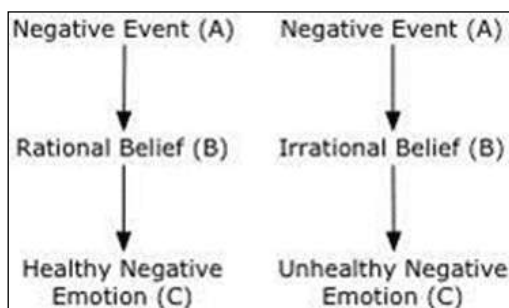 Negative Event (A)
Negative Event (A)
Rational Belief (B)
Irrational Belief (B)
Healthy Negative
Emotion (C)
Unhealthy Negative
Emotion (C)